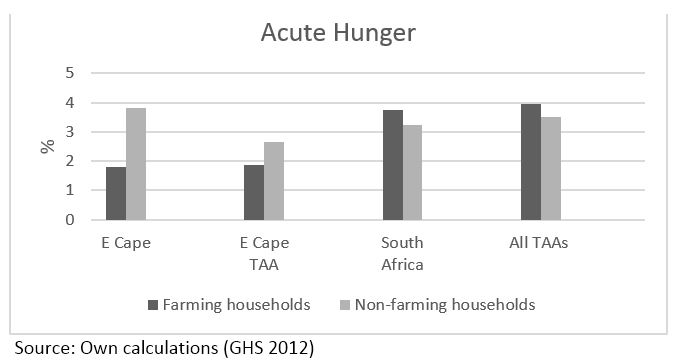 Acute Hunger
5
4
3
2
1
0
%
E Cape
E Cape
TAA
South
Africa
All TAAs
Farming households
Non-farming households
Source: Own calculations (GHS 2012)